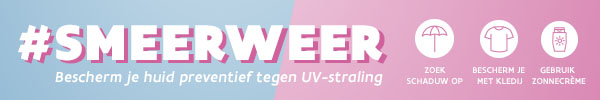 #SMEERWEER
Bescherm je huid preventief tegen UV-straling
ZOEK
SCHADUW OP
BESCHERM JE
MET KLEDIJ
GEBRUIK
ZONNECRÈME